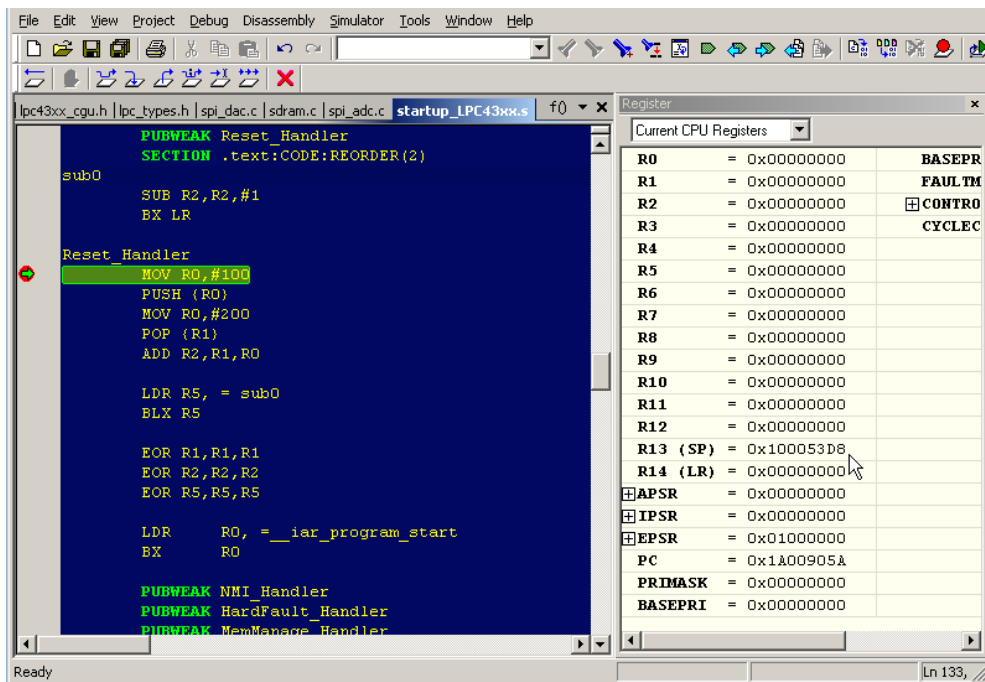 File Edit View Project Debug Disassembly Simulator Tools Window Help
lpc43xx_cgu.h | lpc_types.h | spi_dac.c | sdram.c | spi_adc.c startup_LPC43xx.s f()
PUBWEAK Reset_Handler
SECTION .text:CODE:REORDER(2)
sub0
SUB R2,R2,#1
BX LR
Reset_Handler
MOV R0,#100
PUSH {R0}
MOV R0,#200
POP {R1}
ADD R2,R1,R0
LDR R5, = sub0
BLX R5
EOR R1,R1,R1
EOR R2,R2,R2
EOR R5,R5,R5
LDR R0, =__iar_program_start
BX R0
PUBWEAK NMI_Handler
PUBWEAK HardFault_Handler
PUBWEAK MemManage_Handler
Register
Current CPU Registers
R0 = 0x00000000 BASEPR
R1 = 0x00000000 FAULTM
R2 = 0x00000000 CONTRO
R3 = 0x00000000 CYCLEC
R4 = 0x00000000
R5 = 0x00000000
R6 = 0x00000000
R7 = 0x00000000
R8 = 0x00000000
R9 = 0x00000000
R10 = 0x00000000
R11 = 0x00000000
R12 = 0x00000000
R13 (SP) = 0x100053D8
R14 (LR) = 0x00000000
APSR = 0x00000000
IPSR = 0x00000000
EPSR = 0x01000000
PC = 0x1A00905A
PRIMASK = 0x00000000
BASEPRI = 0x00000000
Ready
Ln 133,